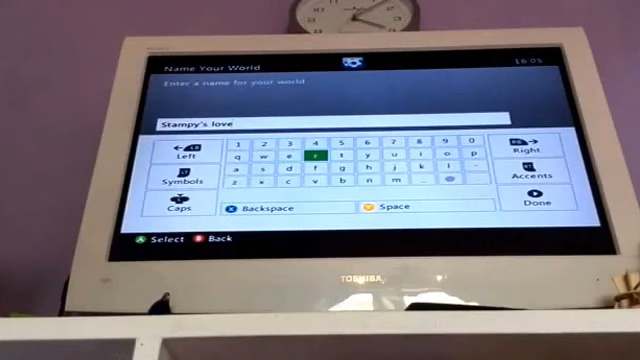 Name Your World
16:05
Enter a name for your world
Stampy's love
Left
1 2 3 4 5 6 7 8 9 0
Right
q w e r t y u i o p
Symbols
a s d f g h j k l -
Accents
z x c v b n m _ @ .
Caps
X Backspace
Y Space
Done
A Select B Back
TOSHIBA